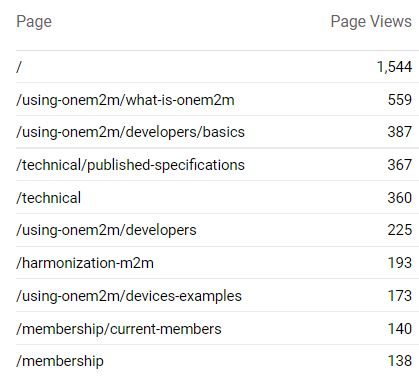 Page Page Views
/ 1,544
/using-onem2m/what-is-onem2m 559
/using-onem2m/developers/basics 387
/technical/published-specifications 367
/technical 360
/using-onem2m/developers 225
/harmonization-m2m 193
/using-onem2m/devices-examples 173
/membership/current-members 140
/membership 138